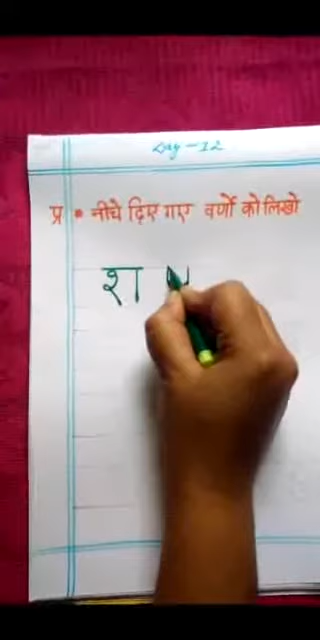 Day - 12
प्र • नीचे दिए गए वर्णों को लिखो
श